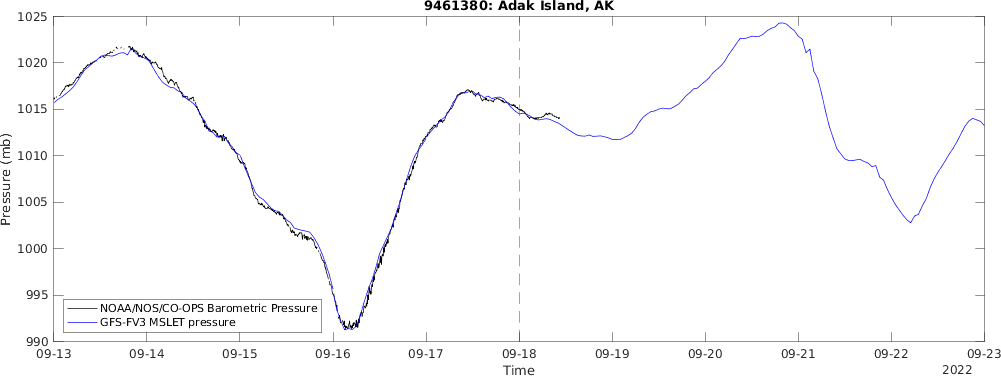 9461380: Adak Island, AK
1025
1020
1015
1010
1005
1000
995
990
Pressure (mb)
NOAA/NOS/CO-OPS Barometric Pressure
GFS-FV3 MSLET pressure
09-13 09-14 09-15 09-16 09-17 09-18 09-19 09-20 09-21 09-22 09-23
Time
2022